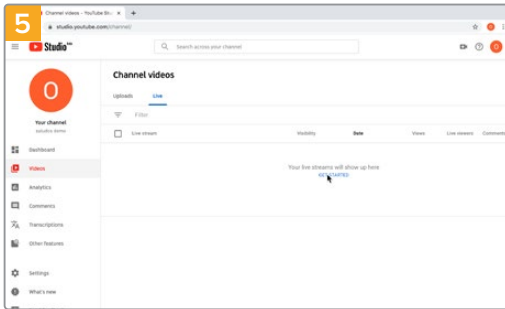 5
Channel videos - YouTube Stu
studio.youtube.com/channel/
Studio
Search across your channel
O
Your channel
Channel videos
Uploads Live
Filter
Live stream Visibility Date Views Live viewers Comments
Your live streams will show up here
GET STARTED
Dashboard
Videos
Analytics
Comments
Transcriptions
Other features
Settings
What's new